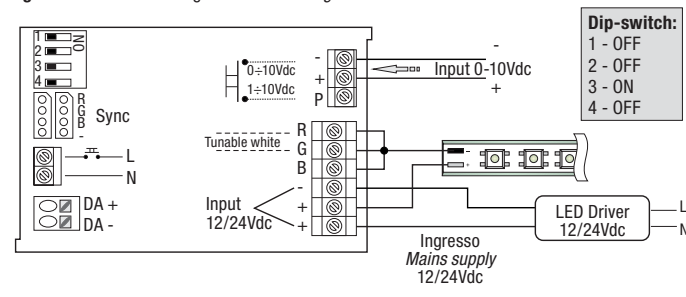 1
2
3
4
ON
R
G
B
-
Sync
L
N
DA +
DA -
0÷10Vdc
1÷10Vdc
-
+
P
Input 0-10Vdc
-
+
Tunable white
R
G
B
-
+
+
Input
12/24Vdc
-
+
Ingresso
Mains supply
12/24Vdc
LED Driver
12/24Vdc
L
N
Dip-switch:
1 - OFF
2 - OFF
3 - ON
4 - OFF